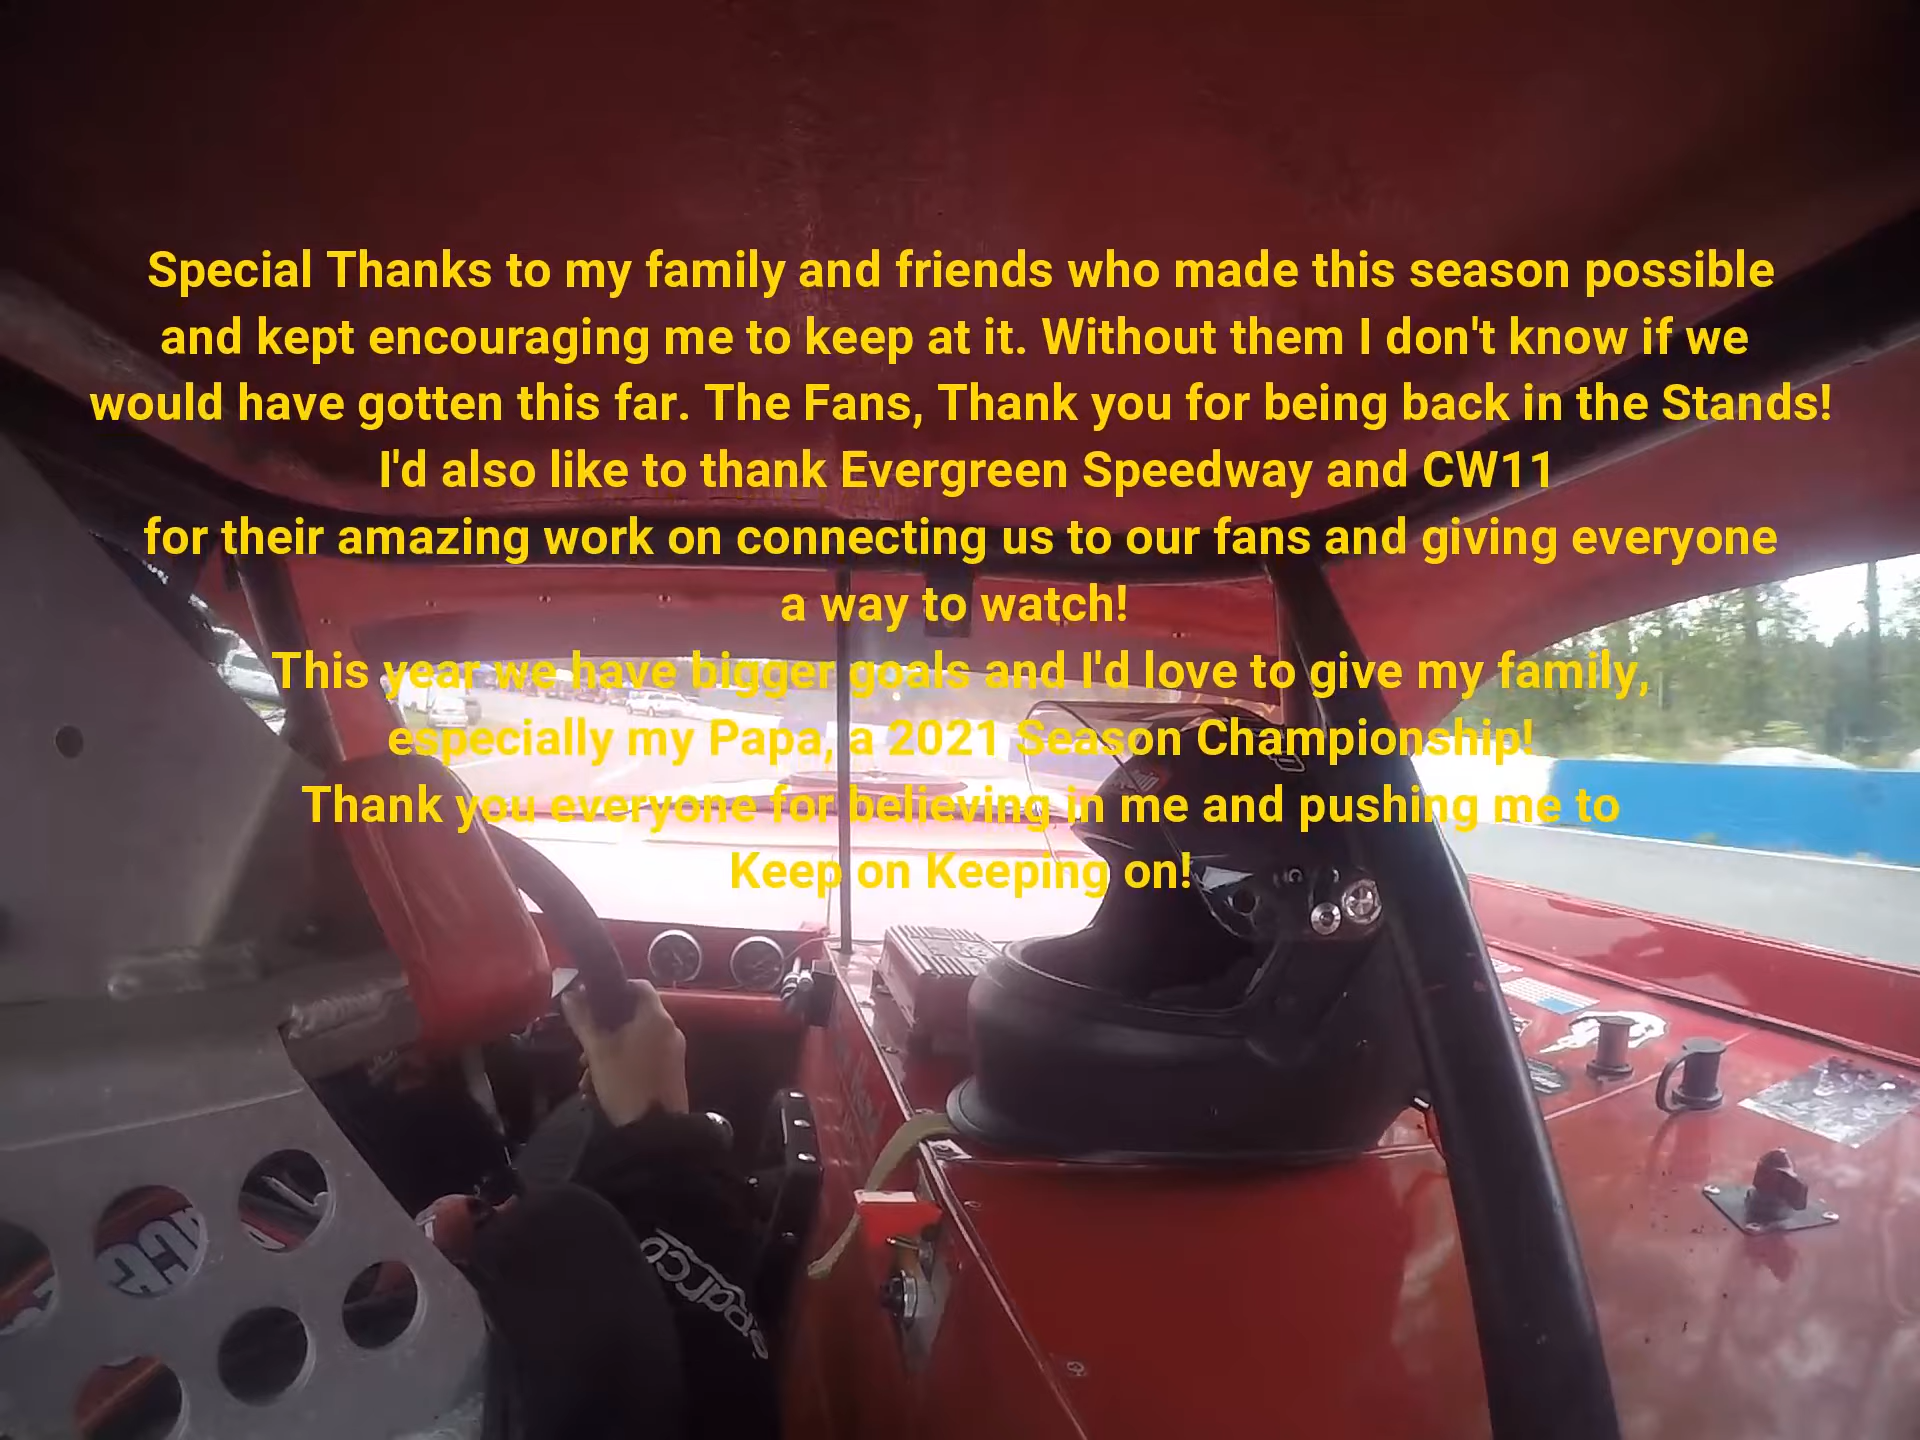 Special Thanks to my family and friends who made this season possible
and kept encouraging me to keep at it. Without them I don't know if we
would have gotten this far. The Fans, Thank you for being back in the Stands!
I'd also like to thank Evergreen Speedway and CW11
for their amazing work on connecting us to our fans and giving everyone
a way to watch!
This year we have bigger goals and I'd love to give my family,
especially my Papa, a 2021 Season Championship!
Thank you everyone for believing in me and pushing me to
Keep on Keeping on!
sparco